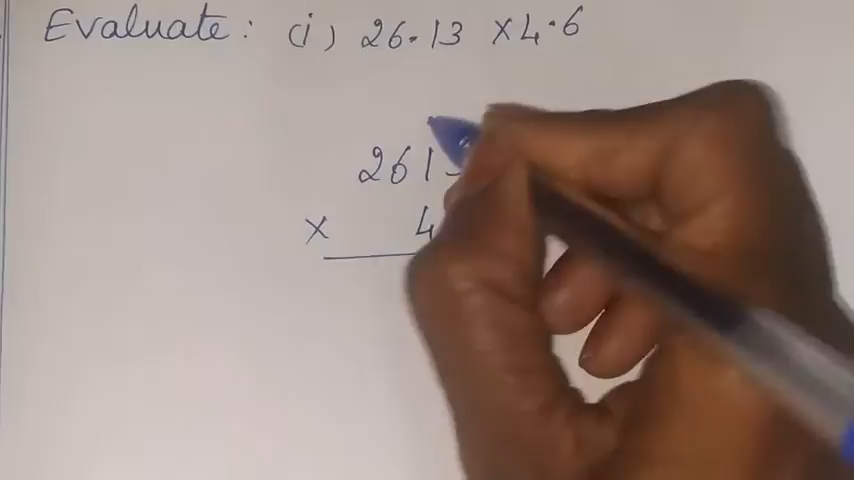 Evaluate: (i) 26.13 × 4.6
261
× 4